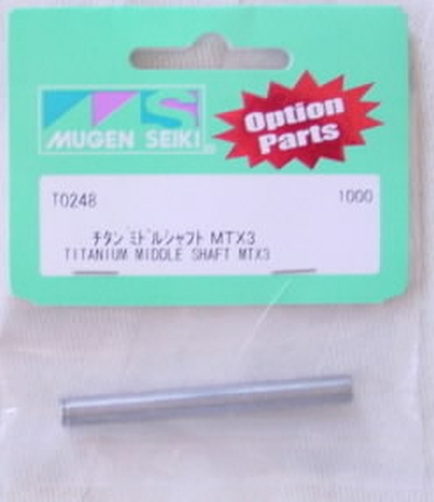 MUGEN SEIKI
Option
Parts
T0248 1000
チタンミドルシャフト MTX3
TITANIUM MIDDLE SHAFT MTX3